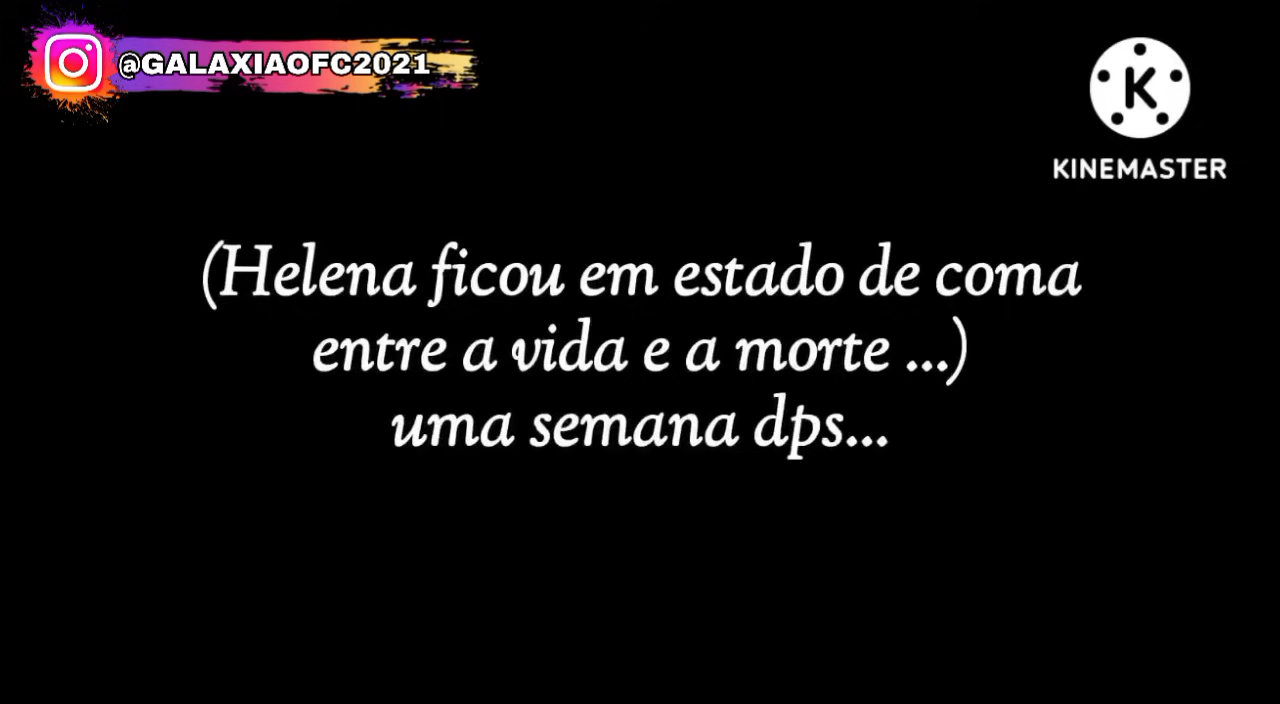 @GALAXIAOFC2021
K
KINEMASTER
(Helena ficou em estado de coma
entre a vida e a morte ...)
uma semana dps...